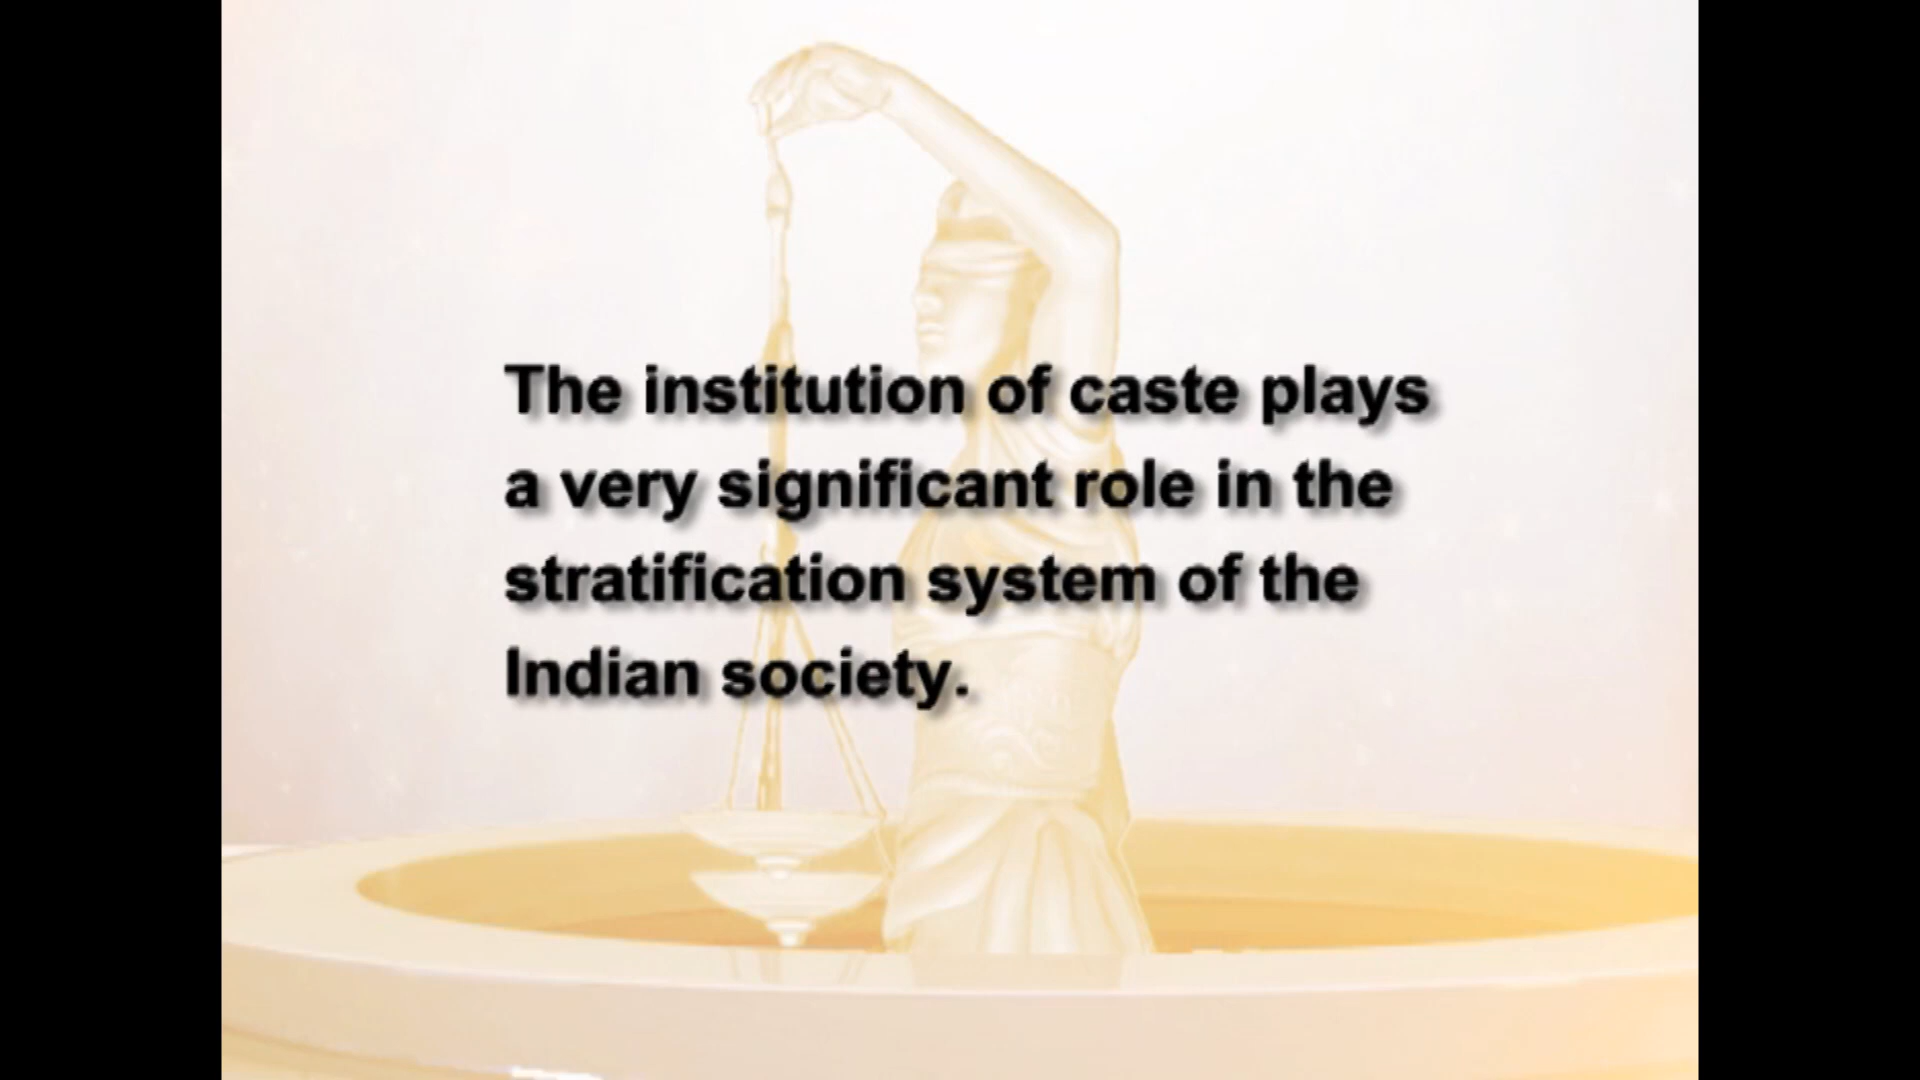 The institution of caste plays
a very significant role in the
stratification system of the
Indian society.